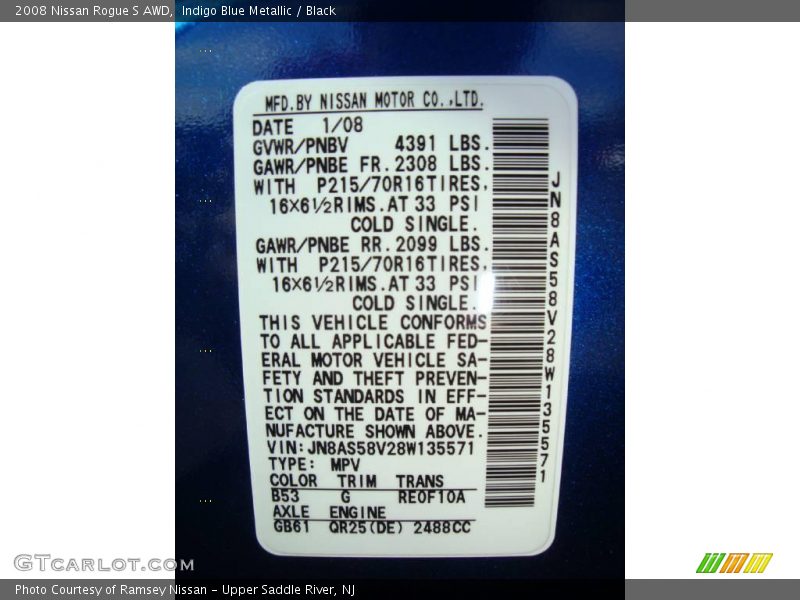 2008 Nissan Rogue S AWD,  Indigo Blue Metallic / Black
MFD.BY NISSAN MOTOR CO.,LTD.
DATE 1/08
GVWR/PNBV 4391 LBS.
GAWR/PNBE FR.2308 LBS.
WITH P215/70R16TIRES,
16×6½RIMS.AT 33 PSI
COLD SINGLE.
GAWR/PNBE RR.2099 LBS.
WITH P215/70R16TIRES,
16×6½RIMS.AT 33 PSI
COLD SINGLE.
THIS VEHICLE CONFORMS
TO ALL APPLICABLE FED-
ERAL MOTOR VEHICLE SA-
FETY AND THEFT PREVEN-
TION STANDARDS IN EFF-
ECT ON THE DATE OF MA-
NUFACTURE SHOWN ABOVE.
VIN:JN8AS58V28W135571
TYPE: MPV
COLOR TRIM TRANS
B53 G RE0F10A
AXLE ENGINE
GB61 QR25(DE) 2488CC
JN8AS58V28W135571
GTCarLot.com
Photo Courtesy of Ramsey Nissan - Upper Saddle River, NJ